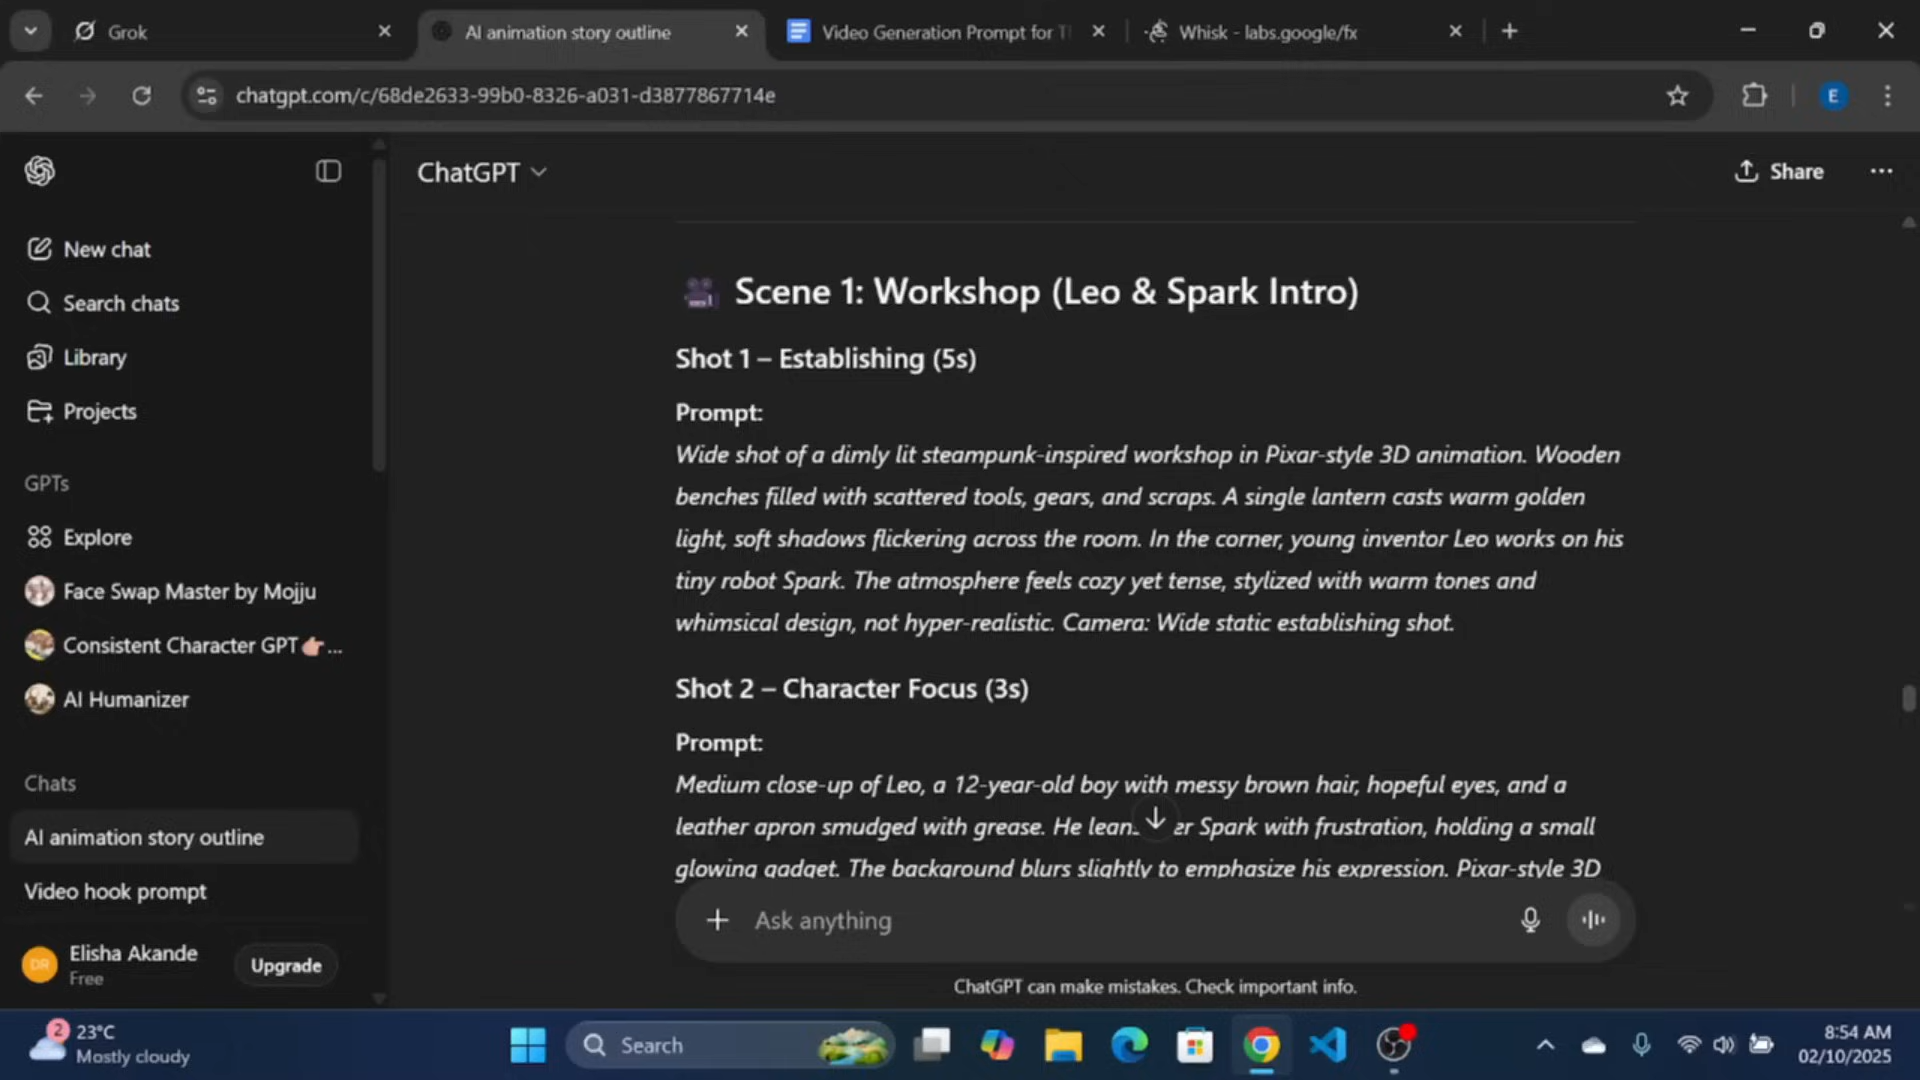 Grok
AI animation story outline
Video Generation Prompt for T
Whisk - labs.google/fx
chatgpt.com/c/68de2633-99b0-8326-a031-d3877867714e
E
ChatGPT
Share
New chat
Search chats
Library
Projects
GPTs
Explore
Face Swap Master by Mojju
Consistent Character GPT👉🏼...
AI Humanizer
Chats
AI animation story outline
Video hook prompt
DR
Elisha Akande
Free
Upgrade
🎥 Scene 1: Workshop (Leo & Spark Intro)
Shot 1 – Establishing (5s)
Prompt:
Wide shot of a dimly lit steampunk-inspired workshop in Pixar-style 3D animation. Wooden
benches filled with scattered tools, gears, and scraps. A single lantern casts warm golden
light, soft shadows flickering across the room. In the corner, young inventor Leo works on his
tiny robot Spark. The atmosphere feels cozy yet tense, stylized with warm tones and
whimsical design, not hyper-realistic. Camera: Wide static establishing shot.
Shot 2 – Character Focus (3s)
Prompt:
Medium close-up of Leo, a 12-year-old boy with messy brown hair, hopeful eyes, and a
leather apron smudged with grease. He lean er Spark with frustration, holding a small
glowing gadget. The background blurs slightly to emphasize his expression. Pixar-style 3D
Ask anything
ChatGPT can make mistakes. Check important info.
2
23°C
Mostly cloudy
Search
8:54 AM
02/10/2025